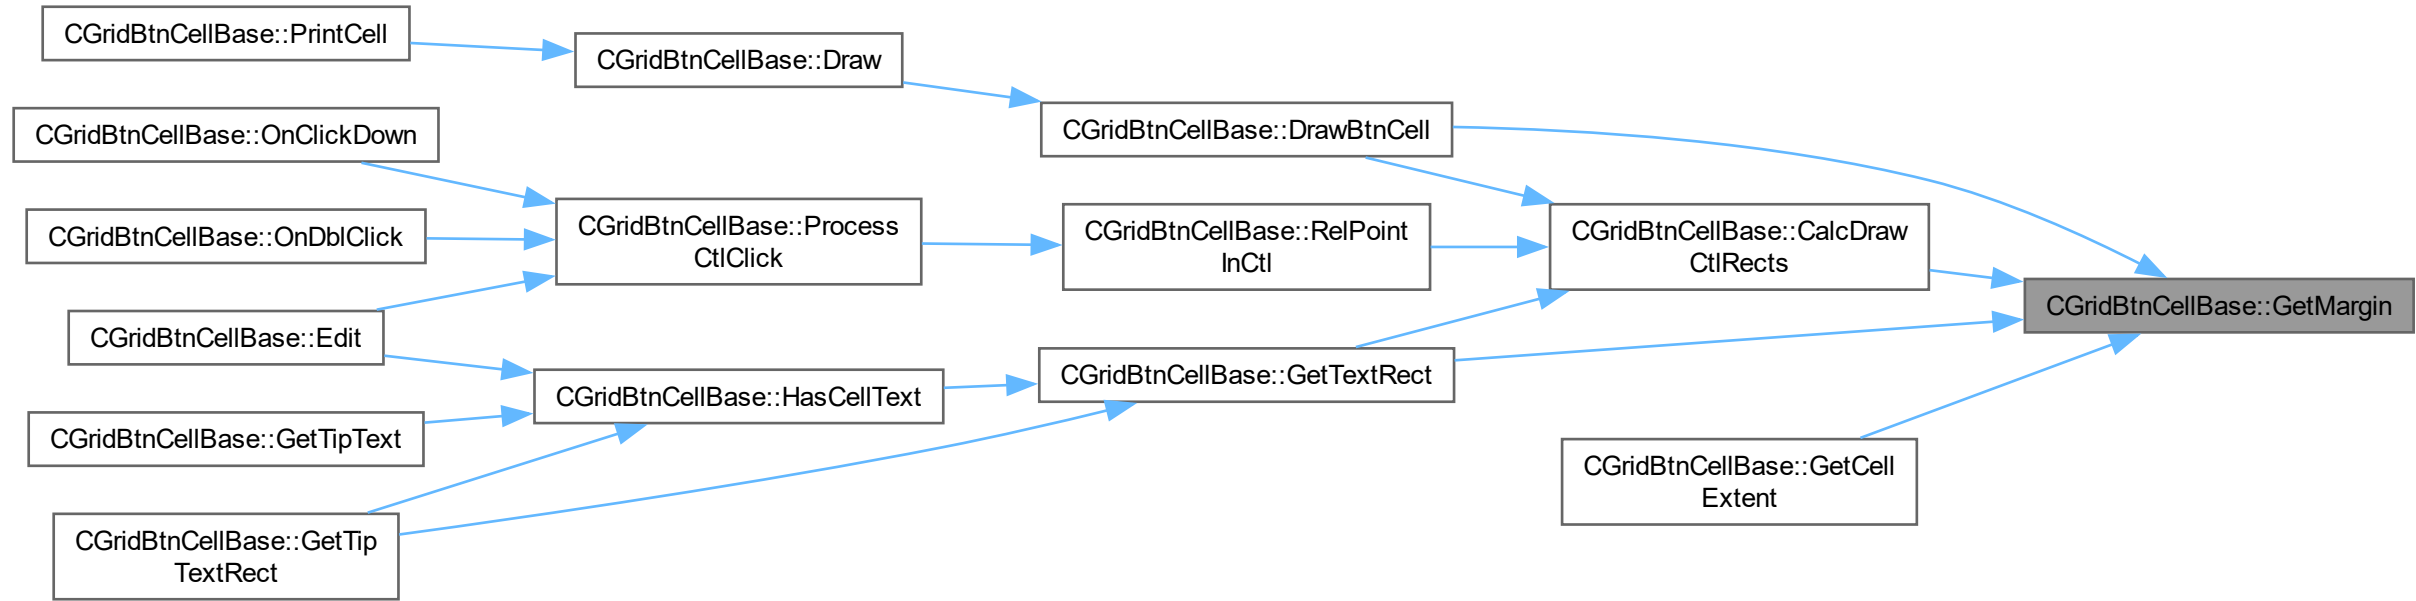 CGridBtnCellBase::PrintCell
CGridBtnCellBase::Draw
CGridBtnCellBase::OnClickDown
CGridBtnCellBase::DrawBtnCell
CGridBtnCellBase::OnDblClick
CGridBtnCellBase::Process
CtlClick
CGridBtnCellBase::RelPoint
InCtl
CGridBtnCellBase::CalcDraw
CtlRects
CGridBtnCellBase::GetMargin
CGridBtnCellBase::Edit
CGridBtnCellBase::HasCellText
CGridBtnCellBase::GetTextRect
CGridBtnCellBase::GetTipText
CGridBtnCellBase::GetCell
Extent
CGridBtnCellBase::GetTip
TextRect